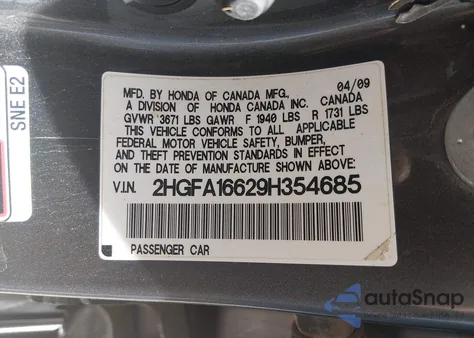 SNE E2
MFD. BY HONDA OF CANADA MFG., 04/09
A DIVISION OF HONDA CANADA INC. CANADA
GVWR 3671 LBS GAWR F 1940 LBS R 1731 LBS
THIS VEHICLE CONFORMS TO ALL APPLICABLE
FEDERAL MOTOR VEHICLE SAFETY, BUMPER,
AND THEFT PREVENTION STANDARDS IN EFFECT
ON THE DATE OF MANUFACTURE SHOWN ABOVE:
V.I.N. 2HGFA16629H354685
PASSENGER CAR
autoSnap